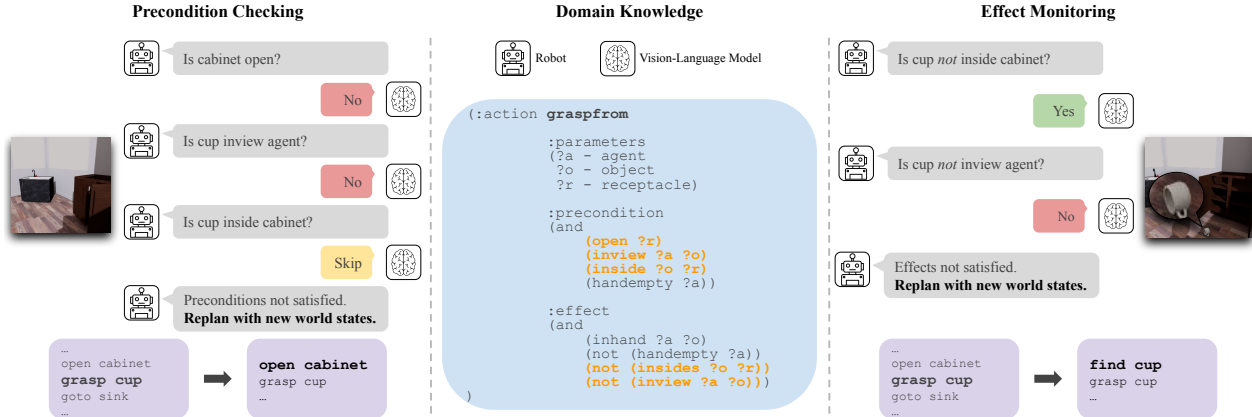 Precondition Checking
Is cabinet open?
No
Is cup inview agent?
No
Is cup inside cabinet?
Skip
Preconditions not satisfied.
Replan with new world states.
…
open cabinet
grasp cup
goto sink
…
open cabinet
grasp cup
…
Domain Knowledge
Robot
Vision-Language Model
(:action graspfrom
:parameters
(?a - agent
?o - object
?r - receptacle)
:precondition
(and
(open ?r)
(inview ?a ?o)
(inside ?o ?r)
(handempty ?a))
:effect
(and
(inhand ?a ?o)
(not (handempty ?a))
(not (insides ?o ?r))
(not (inview ?a ?o)))
)
Effect Monitoring
Is cup not inside cabinet?
Yes
Is cup not inview agent?
No
Effects not satisfied.
Replan with new world states.
…
open cabinet
grasp cup
goto sink
…
find cup
grasp cup
…